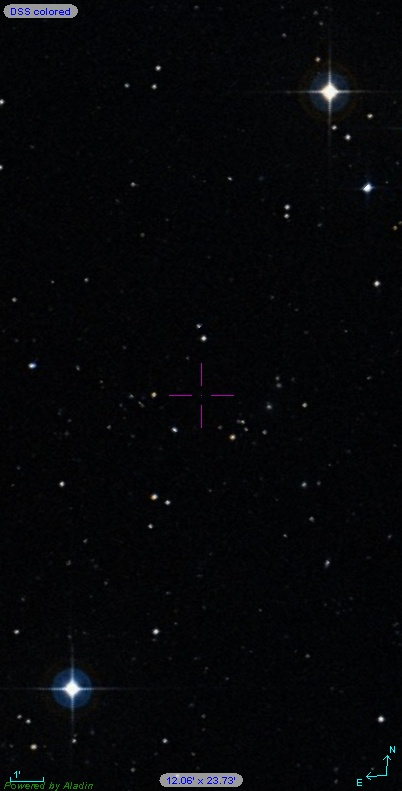 DSS colored
N
E
1'
12.06' x 23.73'
Powered by Aladin